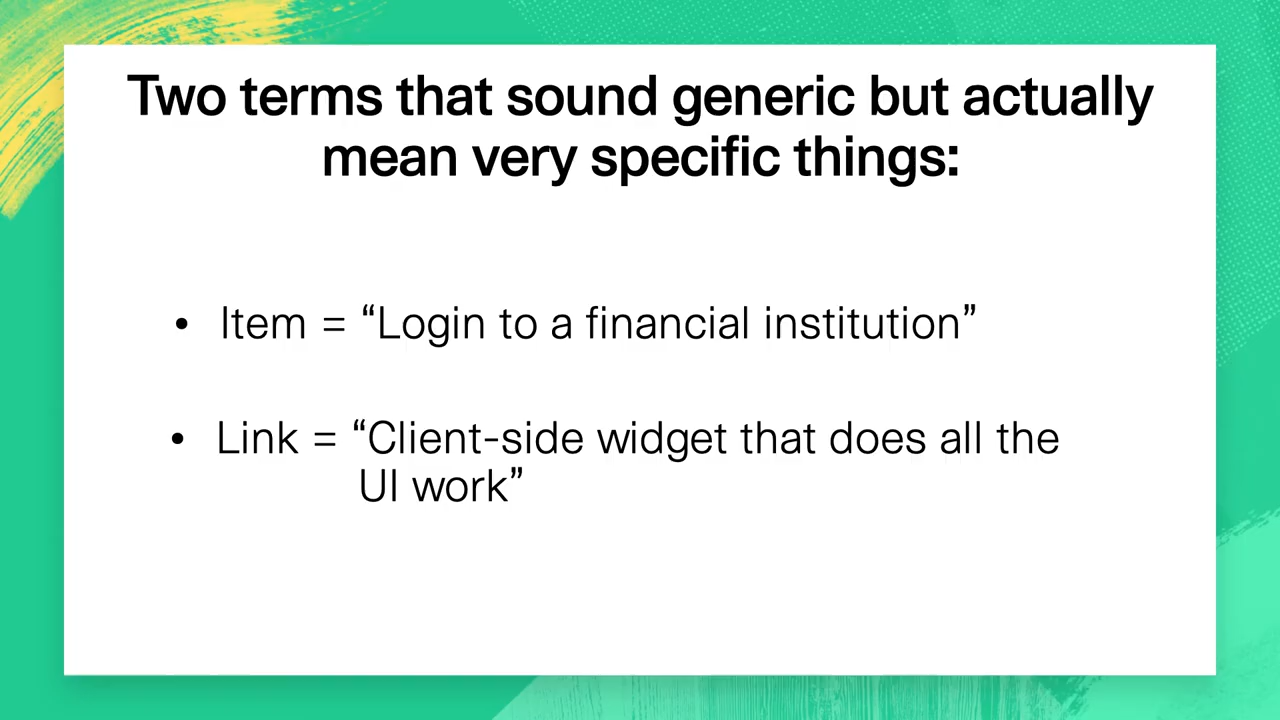 Two terms that sound generic but actually
mean very specific things:
• Item = “Login to a financial institution”
• Link = “Client-side widget that does all the
UI work”